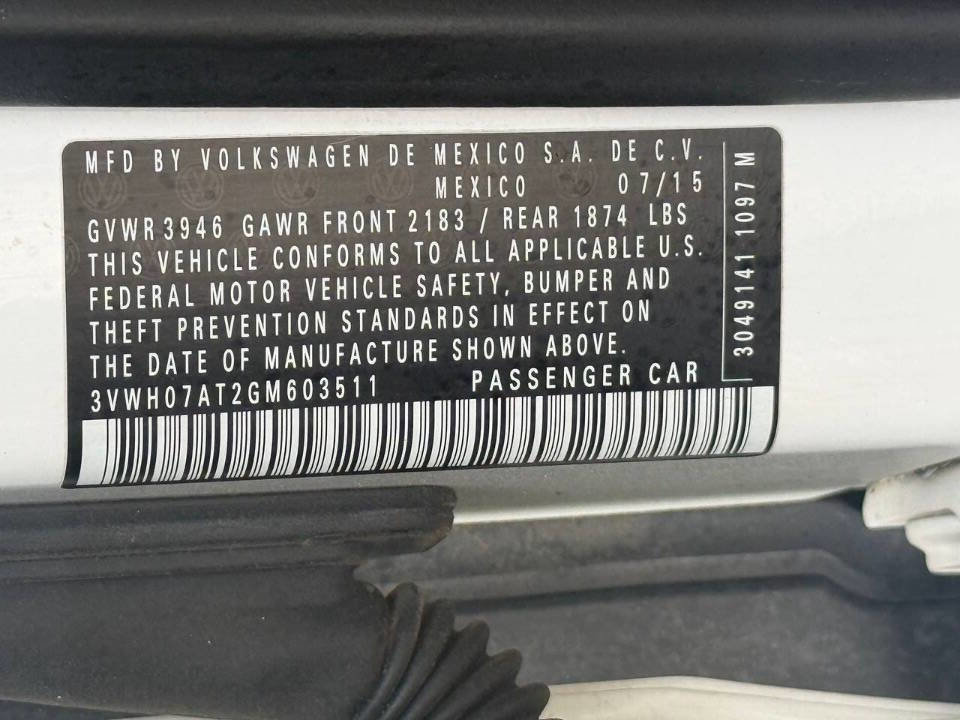 MFD BY VOLKSWAGEN DE MEXICO S.A. DE C.V.
MEXICO 07/15
GVWR 3946 GAWR FRONT 2183 / REAR 1874 LBS
THIS VEHICLE CONFORMS TO ALL APPLICABLE U.S.
FEDERAL MOTOR VEHICLE SAFETY, BUMPER AND
THEFT PREVENTION STANDARDS IN EFFECT ON
THE DATE OF MANUFACTURE SHOWN ABOVE.
3VWH07AT2GM603511 PASSENGER CAR
3049141 1097 M